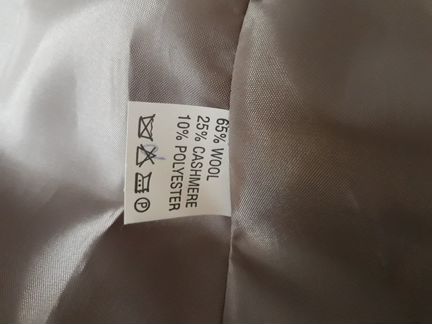 65% WOOL
25% CASHMERE
10% POLYESTER
P